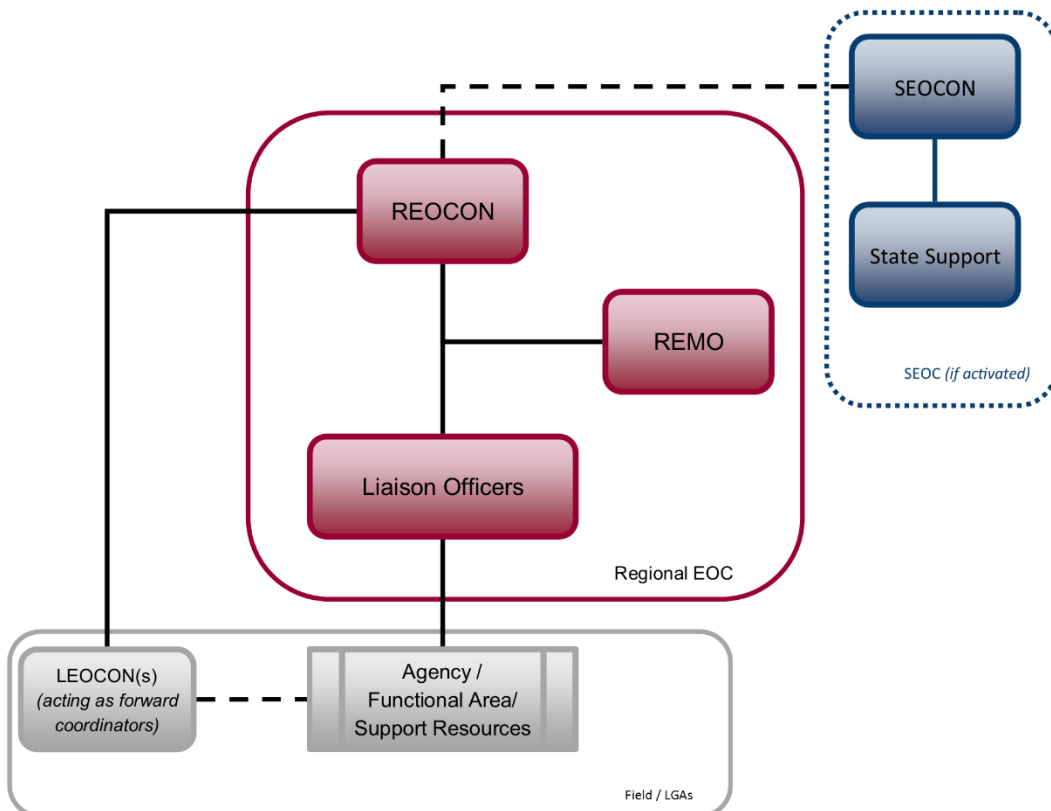 SEOCON
State Support
SEOC (if activated)
REOCON
REMO
Liaison Officers
Regional EOC
LEOCON(s)
(acting as forward
coordinators)
Agency /
Functional Area/
Support Resources
Field / LGAs